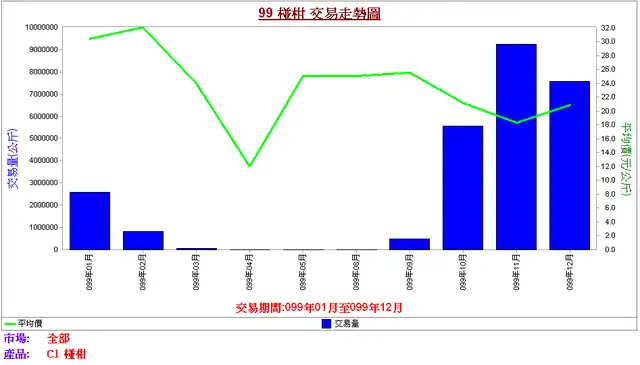 99 椪柑 交易走勢圖
交易量(公斤)
10000000
9000000
8000000
7000000
6000000
5000000
4000000
3000000
2000000
1000000
0
32.0
30.0
28.0
26.0
24.0
22.0
20.0
18.0
16.0
14.0
12.0
10.0
8.0
6.0
4.0
2.0
0.0
平均價元/公斤)
099年01月
099年02月
099年03月
099年04月
099年05月
099年08月
099年09月
099年10月
099年11月
099年12月
交易期間:099年01月至099年12月
平均價 交易量
市場: 全部
產品: C1 椪柑